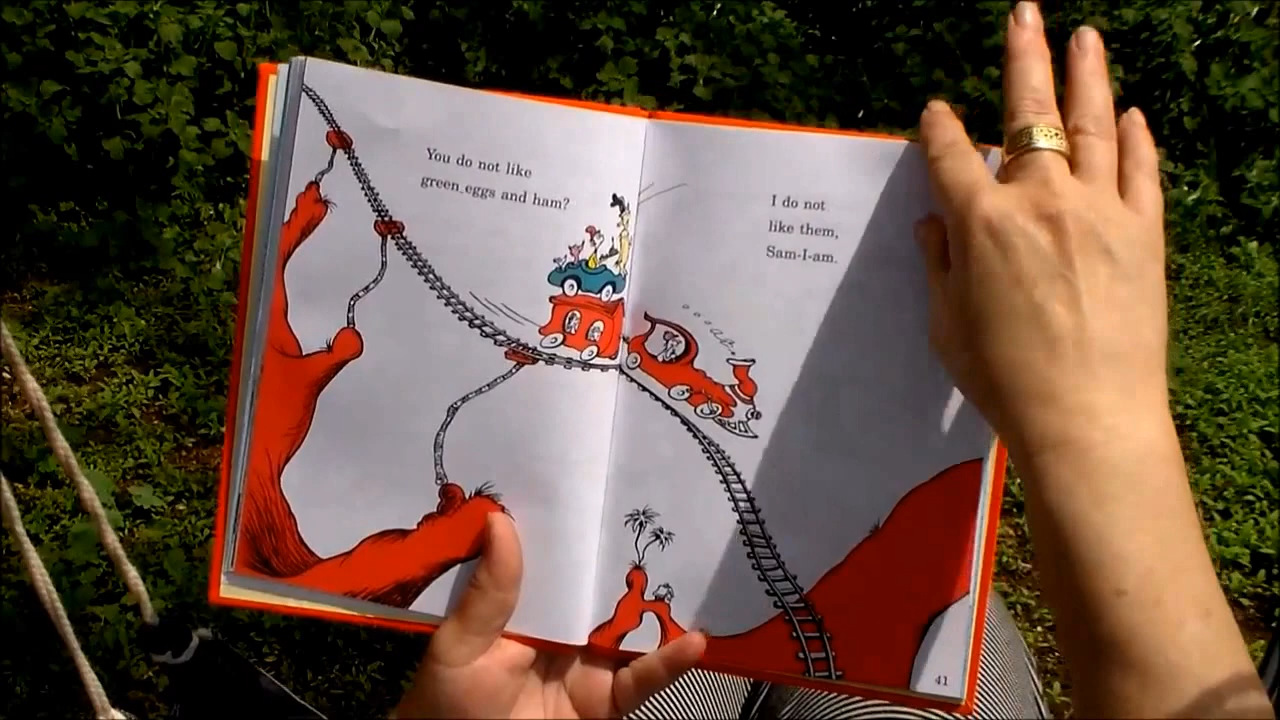 You do not like
green eggs and ham?
I do not
like them,
Sam-I-am.
41